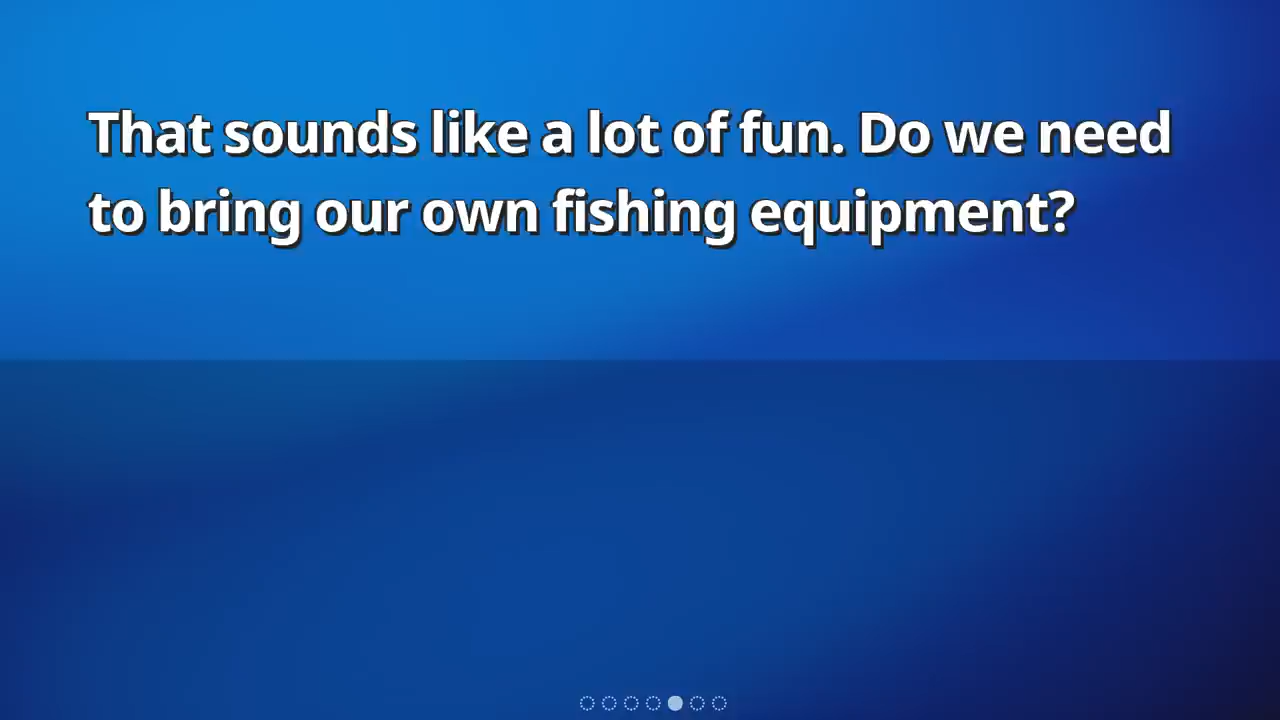 That sounds like a lot of fun. Do we need
to bring our own fishing equipment?